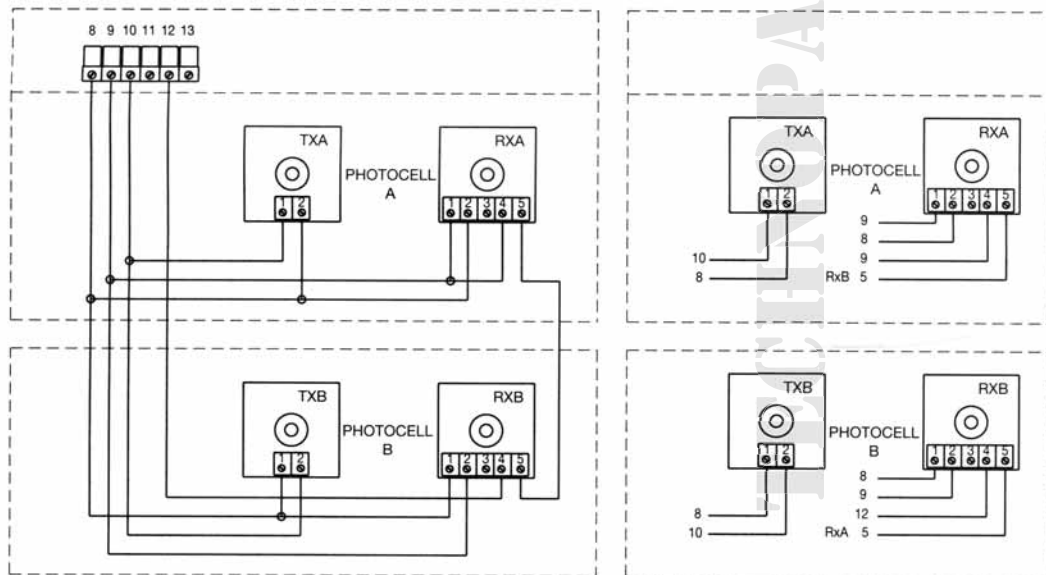 8 9 10 11 12 13
TXA
1 2
PHOTOCELL
A
RXA
1 2 3 4 5
TXB
1 2
PHOTOCELL
B
RXB
1 2 3 4 5
TXA
1 2
10
8
PHOTOCELL
A
RXA
1 2 3 4 5
9
8
9
RxB 5
TXB
1 2
8
10
PHOTOCELL
B
RXB
1 2 3 4 5
8
9
12
RxA 5
TECHNOPA